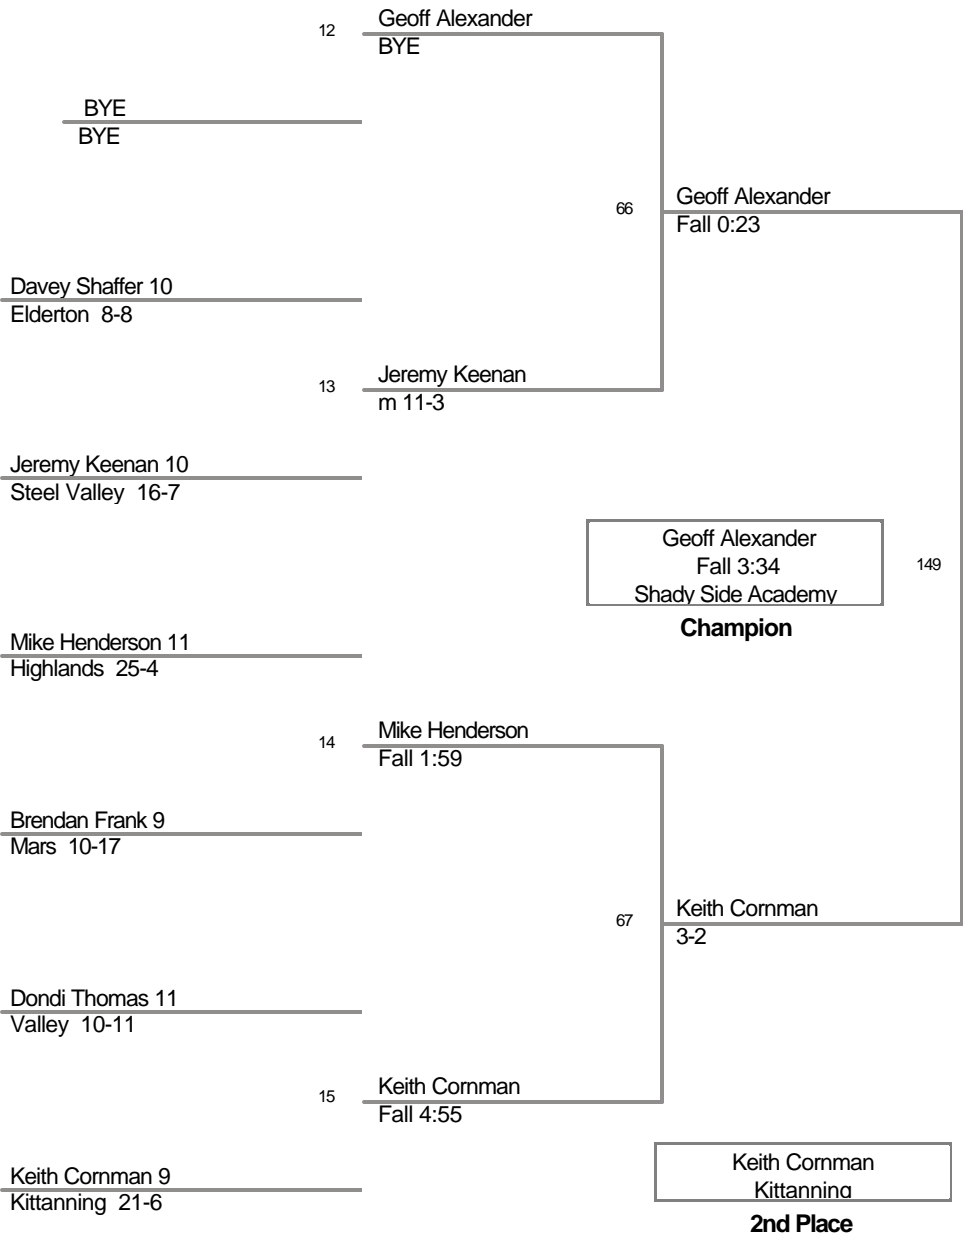 Geoff Alexander
12
BYE
BYE
BYE
Geoff Alexander
66
Fall 0:23
Davey Shaffer 10
Elderton 8-8
Jeremy Keenan
13
m 11-3
Jeremy Keenan 10
Steel Valley 16-7
Geoff Alexander
Fall 3:34
149
Shady Side Academy
Champion
Mike Henderson 11
Highlands 25-4
Mike Henderson
14
Fall 1:59
Brendan Frank 9
Mars 10-17
Keith Cornman
67
3-2
Dondi Thomas 11
Valley 10-11
Keith Cornman
15
Fall 4:55
Keith Cornman
Kittanning
2nd Place
Keith Cornman 9
Kittanning 21-6